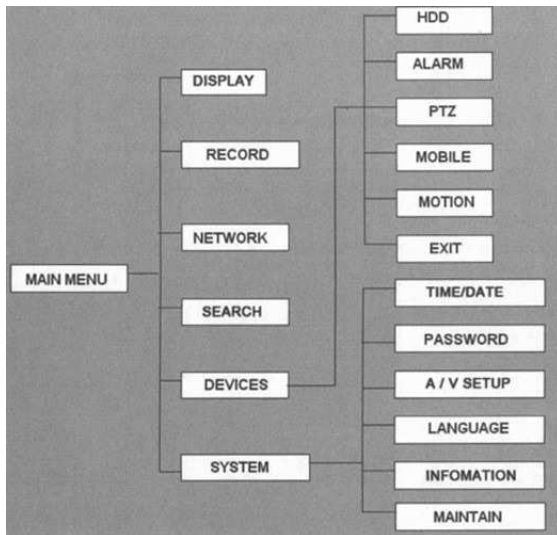 MAIN MENU
DISPLAY
RECORD
NETWORK
SEARCH
DEVICES
SYSTEM
HDD
ALARM
PTZ
MOBILE
MOTION
EXIT
TIME/DATE
PASSWORD
A / V SETUP
LANGUAGE
INFOMATION
MAINTAIN